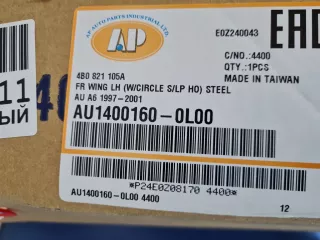 AP AUTO PARTS INDUSTRIAL LTD
AP
E0Z240043
EAC
C/NO.:4400
QTY.:1PCS
MADE IN TAIWAN
4B0 821 105A
FR WING LH (W/CIRCLE S/LP HO) STEEL
AU A6 1997-2001
AU1400160-0L00
*P24E0Z08170 4400*
AU1400160-0L00 4400
12
11
ЫЙ